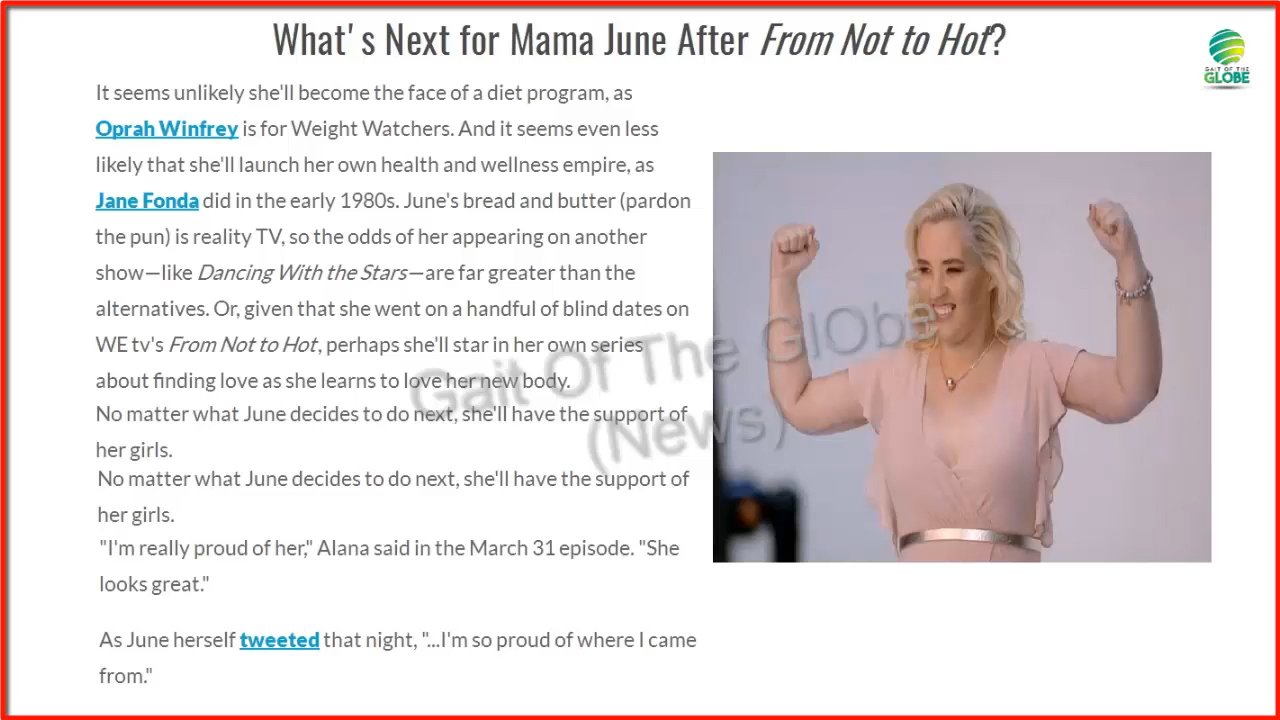 What's Next for Mama June After From Not to Hot?
GAIT OF THE
GLOBE
It seems unlikely she'll become the face of a diet program, as
Oprah Winfrey is for Weight Watchers. And it seems even less
likely that she'll launch her own health and wellness empire, as
Jane Fonda did in the early 1980s. June's bread and butter (pardon
the pun) is reality TV, so the odds of her appearing on another
show—like Dancing With the Stars—are far greater than the
alternatives. Or, given that she went on a handful of blind dates on
WE tv's From Not to Hot, perhaps she'll star in her own series
about finding love as she learns to love her new body.
No matter what June decides to do next, she'll have the support of
her girls.
No matter what June decides to do next, she'll have the support of
her girls.
"I'm really proud of her," Alana said in the March 31 episode. "She
looks great."
As June herself tweeted that night, "...I'm so proud of where I came
from."
Gait Of The GlObe
(News)